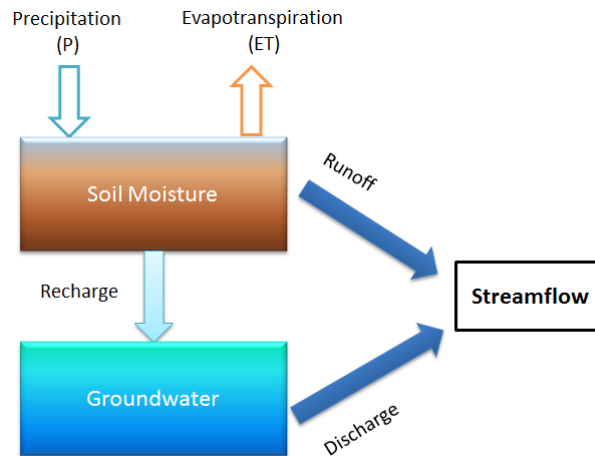 Precipitation
(P)
Evapotranspiration
(ET)
Soil Moisture
Runoff
Recharge
Streamflow
Groundwater
Discharge